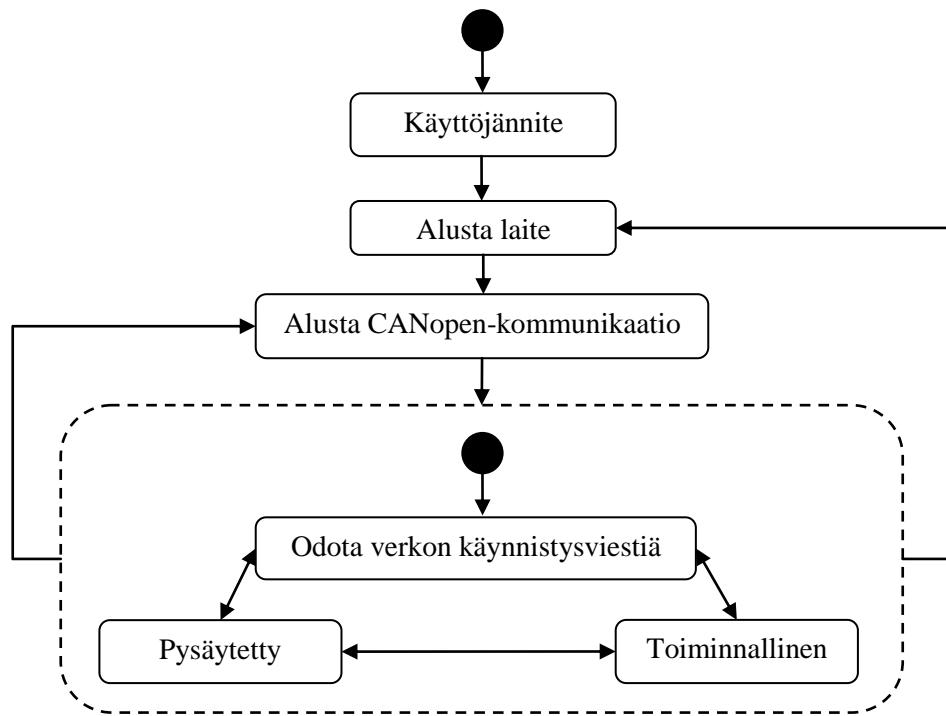 Käyttöjännite
Alusta laite
Alusta CANopen-kommunikaatio
Odota verkon käynnistysviestiä
Pysäytetty
Toiminnallinen